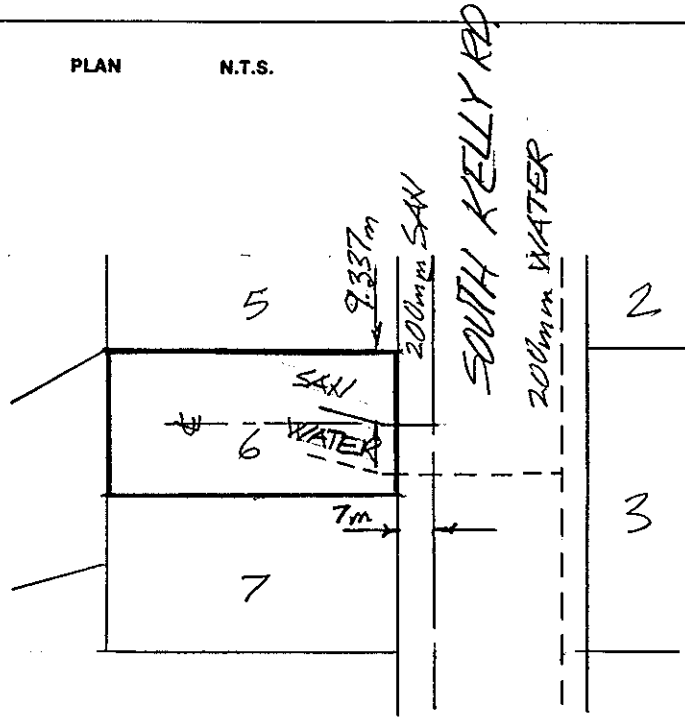 PLAN N.T.S.
SOUTH KELLY RD.
200mm SAN
200mm WATER
9.337m
5
2
SAN
6
WATER
7m
3
7